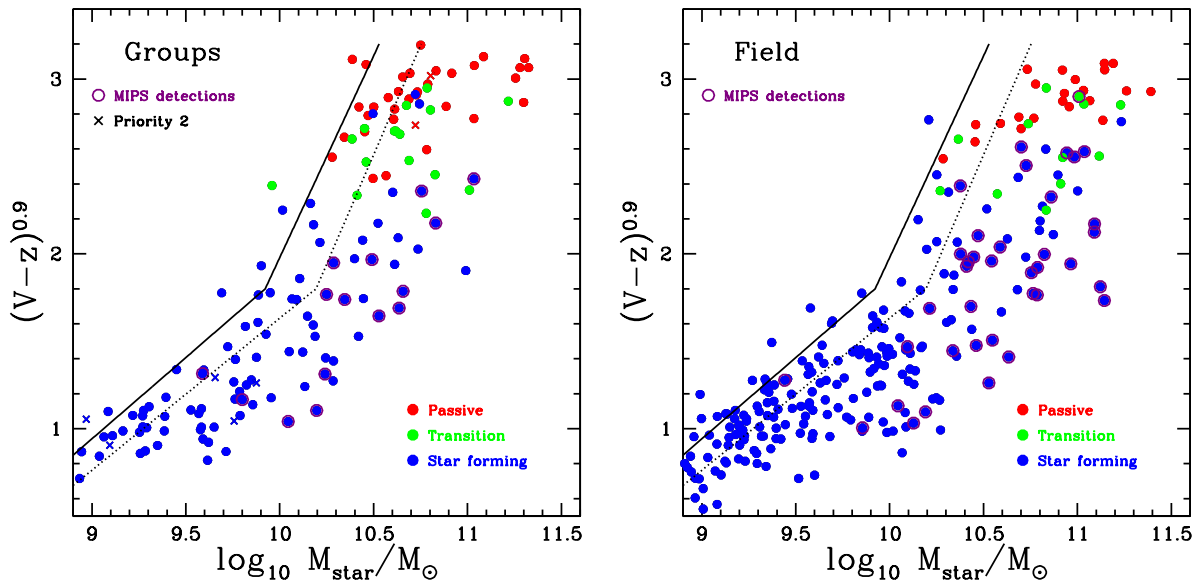 Groups
MIPS detections
× Priority 2
Passive
Transition
Star forming
(V−z)^0.9
3
2
1
9 9.5 10 10.5 11 11.5
log10 Mstar/M⊙
Field
MIPS detections
Passive
Transition
Star forming
(V−z)^0.9
3
2
1
9 9.5 10 10.5 11 11.5
log10 Mstar/M⊙